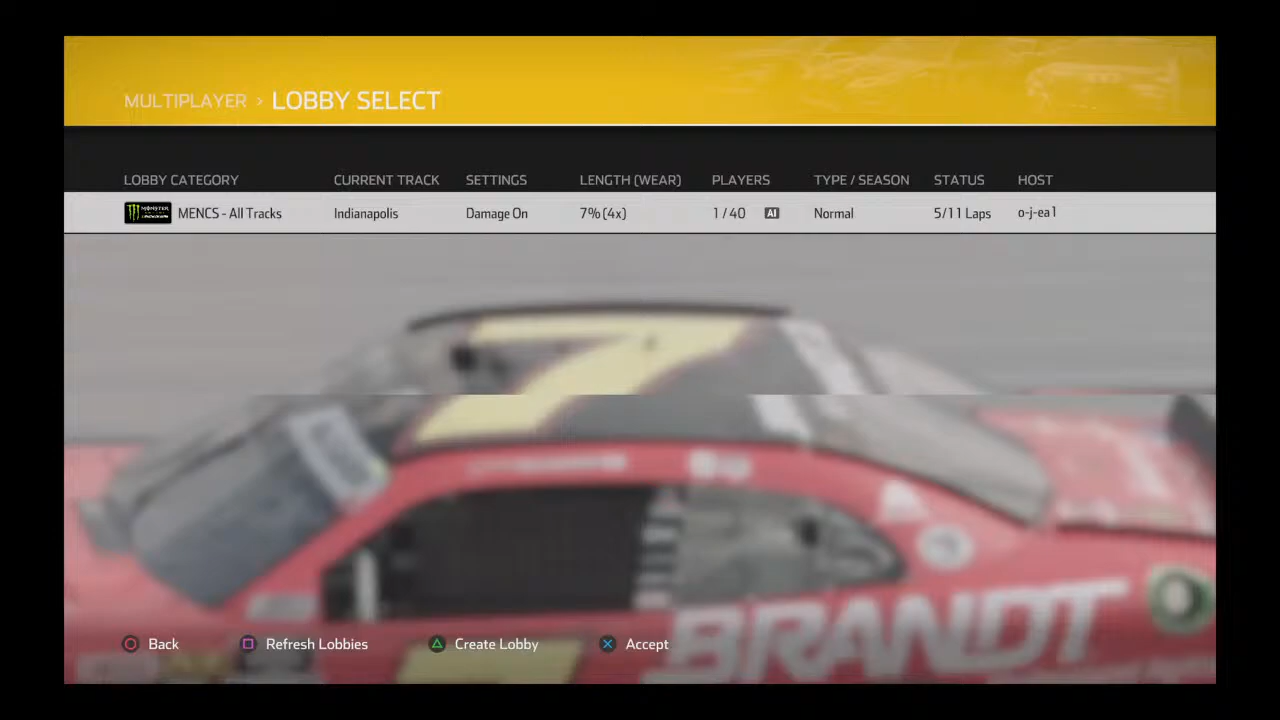 MULTIPLAYER > LOBBY SELECT
LOBBY CATEGORY CURRENT TRACK SETTINGS LENGTH (WEAR) PLAYERS TYPE / SEASON STATUS HOST
MONSTER MENCS - All Tracks Indianapolis Damage On 7% (4x) 1 / 40 AI Normal 5/11 Laps o-j-ea1
7
BRANDT
Back Refresh Lobbies Create Lobby Accept